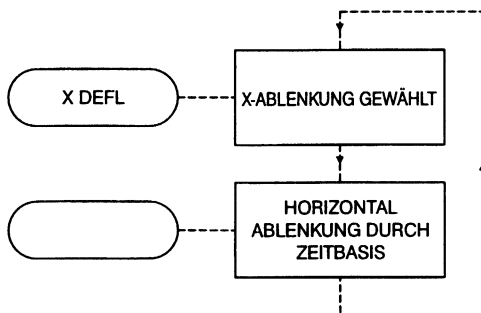 X DEFL
X-ABLENKUNG GEWÄHLT
HORIZONTAL
ABLENKUNG DURCH
ZEITBASIS